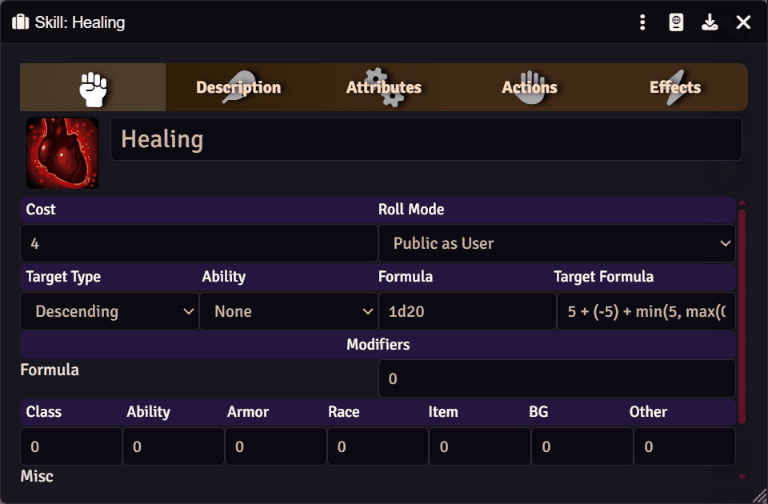 Skill: Healing
Description Attributes Actions Effects
Healing
Cost Roll Mode
4 Public as User
Target Type Ability Formula Target Formula
Descending None 1d20 5 + (-5) + min(5, max(0
Modifiers
Formula 0
Class Ability Armor Race Item BG Other
0 0 0 0 0 0 0
Misc